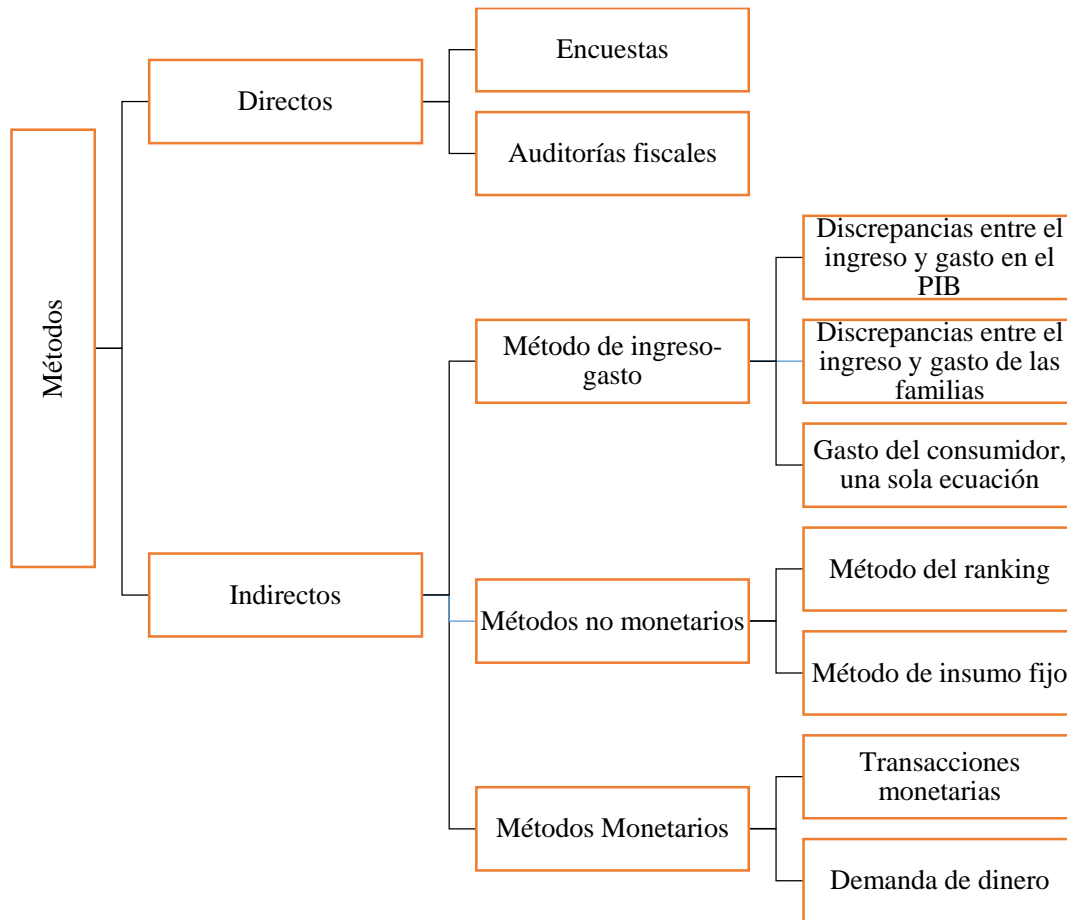 Métodos
Directos
Encuestas
Auditorías fiscales
Indirectos
Método de ingreso-
gasto
Discrepancias entre el
ingreso y gasto en el
PIB
Discrepancias entre el
ingreso y gasto de las
familias
Gasto del consumidor,
una sola ecuación
Métodos no monetarios
Método del ranking
Método de insumo fijo
Métodos Monetarios
Transacciones
monetarias
Demanda de dinero